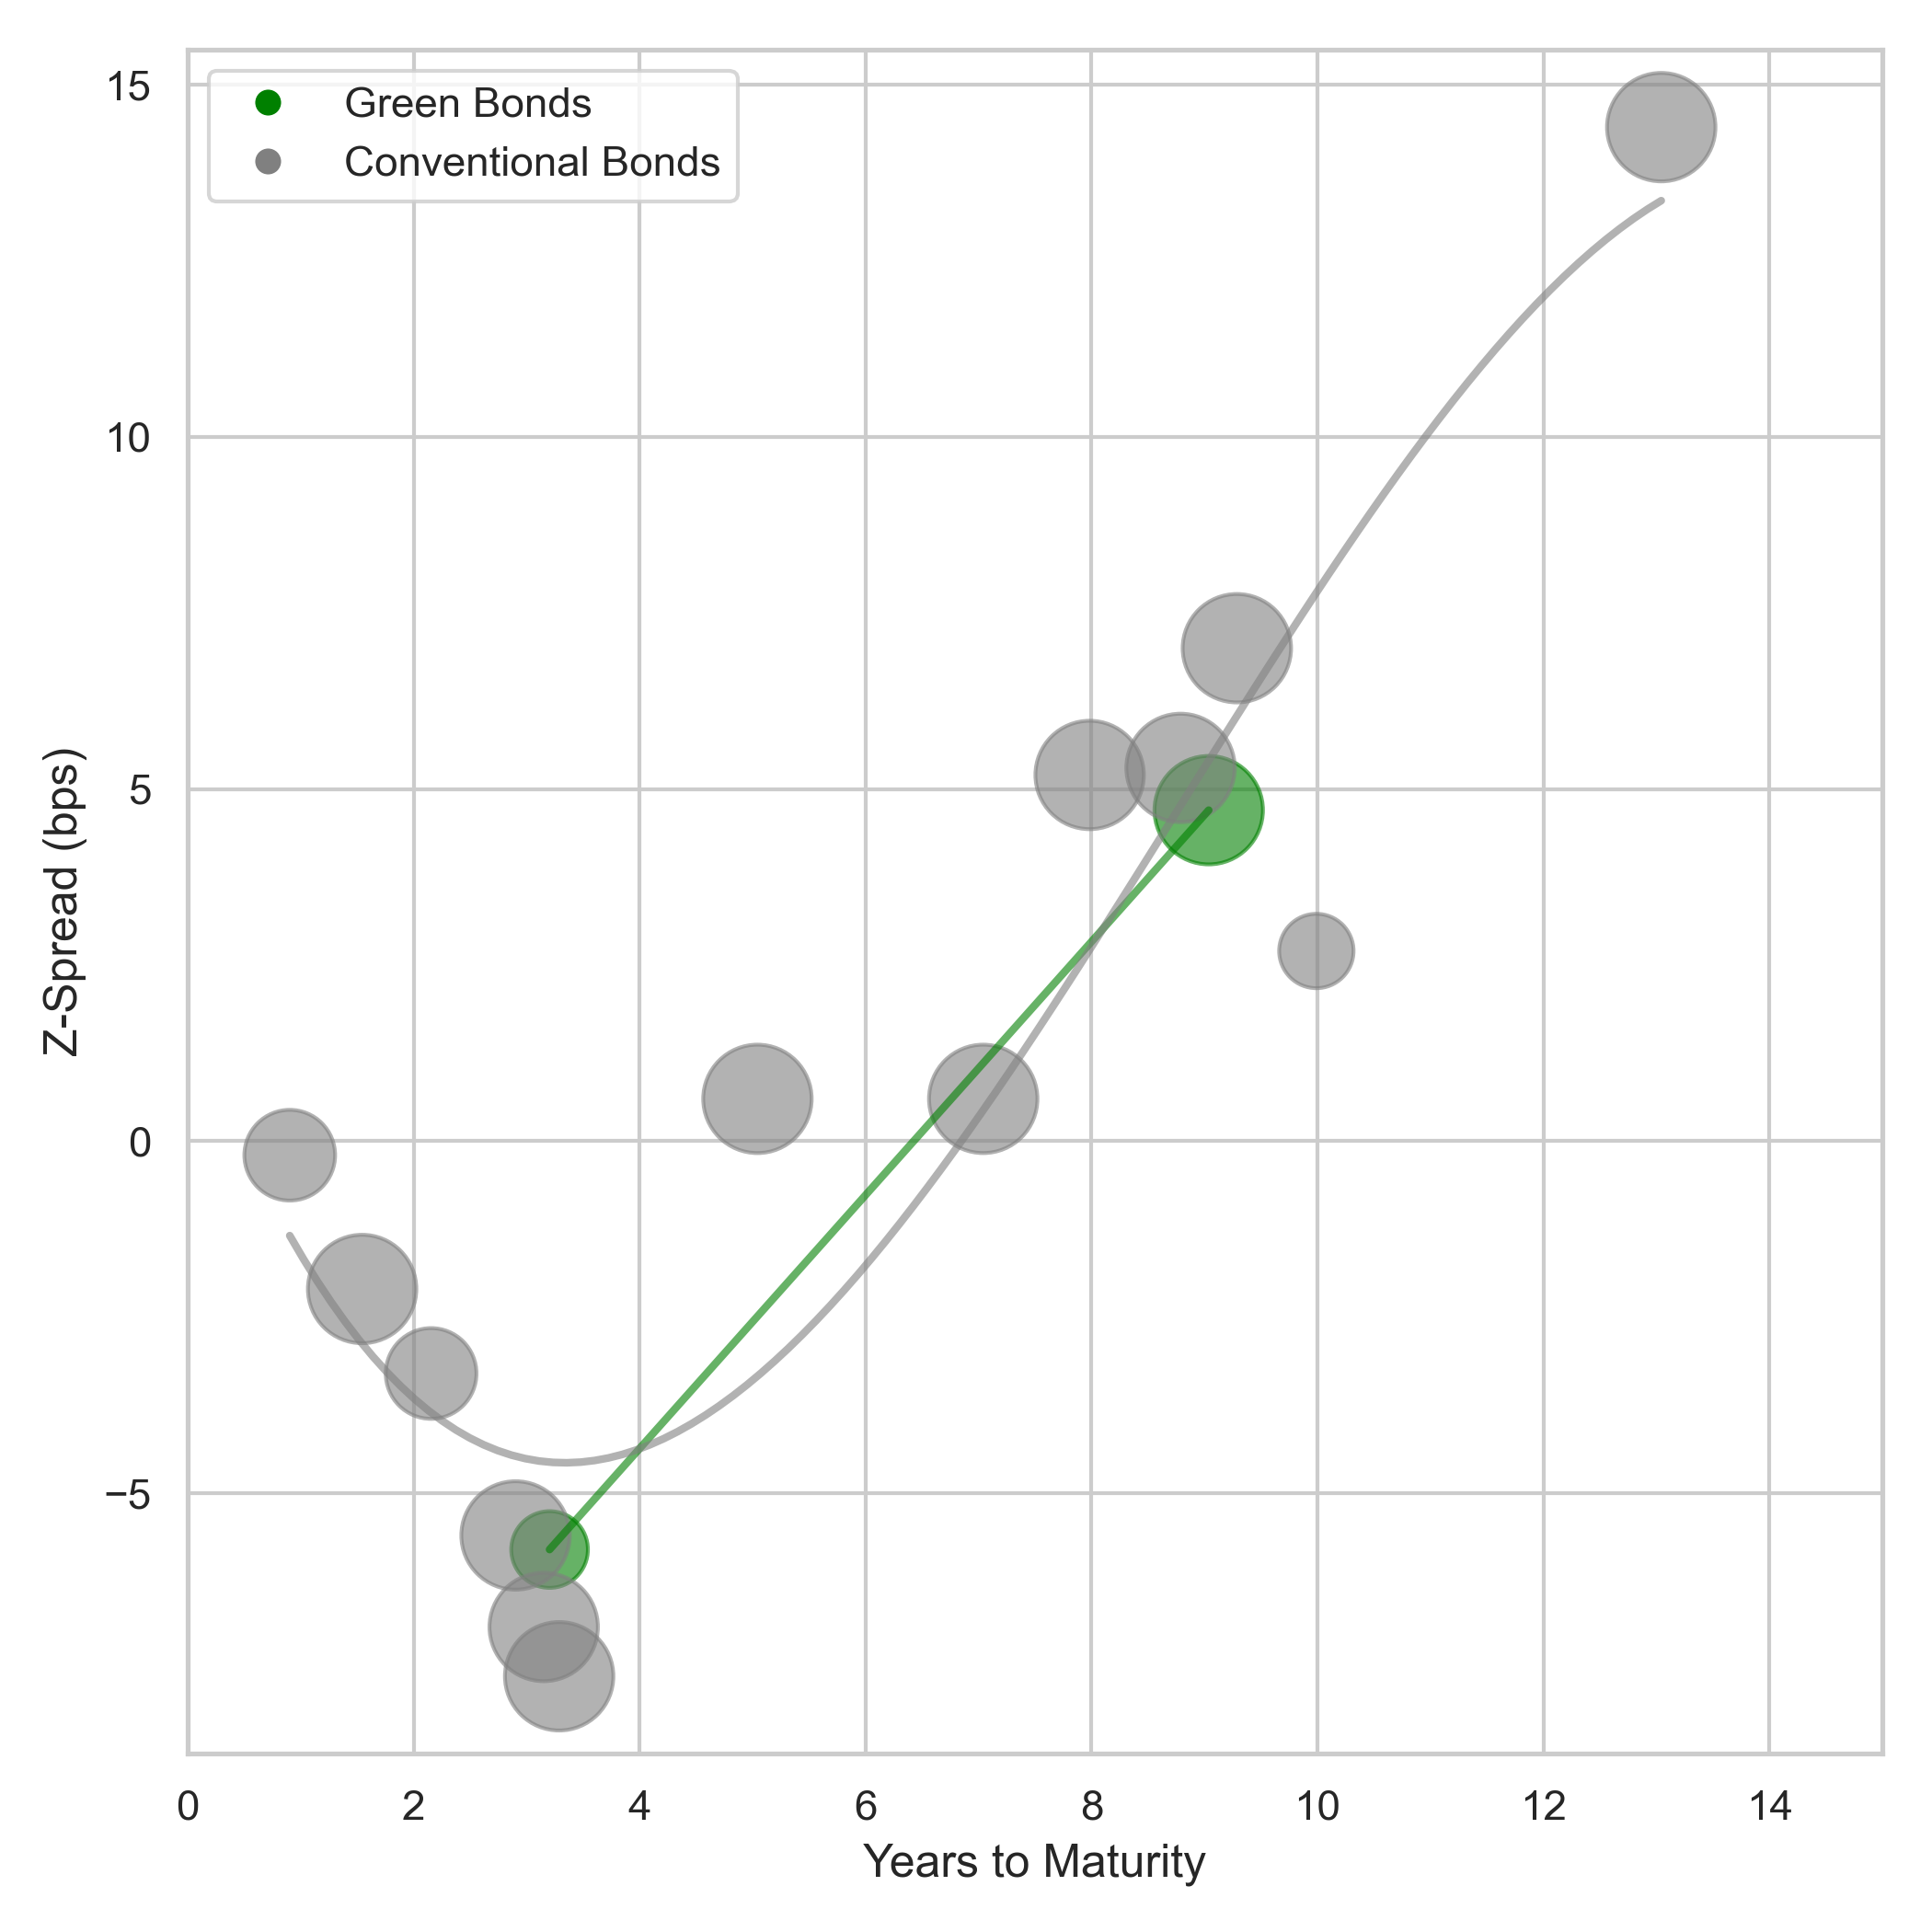 Green Bonds
Conventional Bonds
15
10
5
0
−5
Z-Spread (bps)
0 2 4 6 8 10 12 14
Years to Maturity